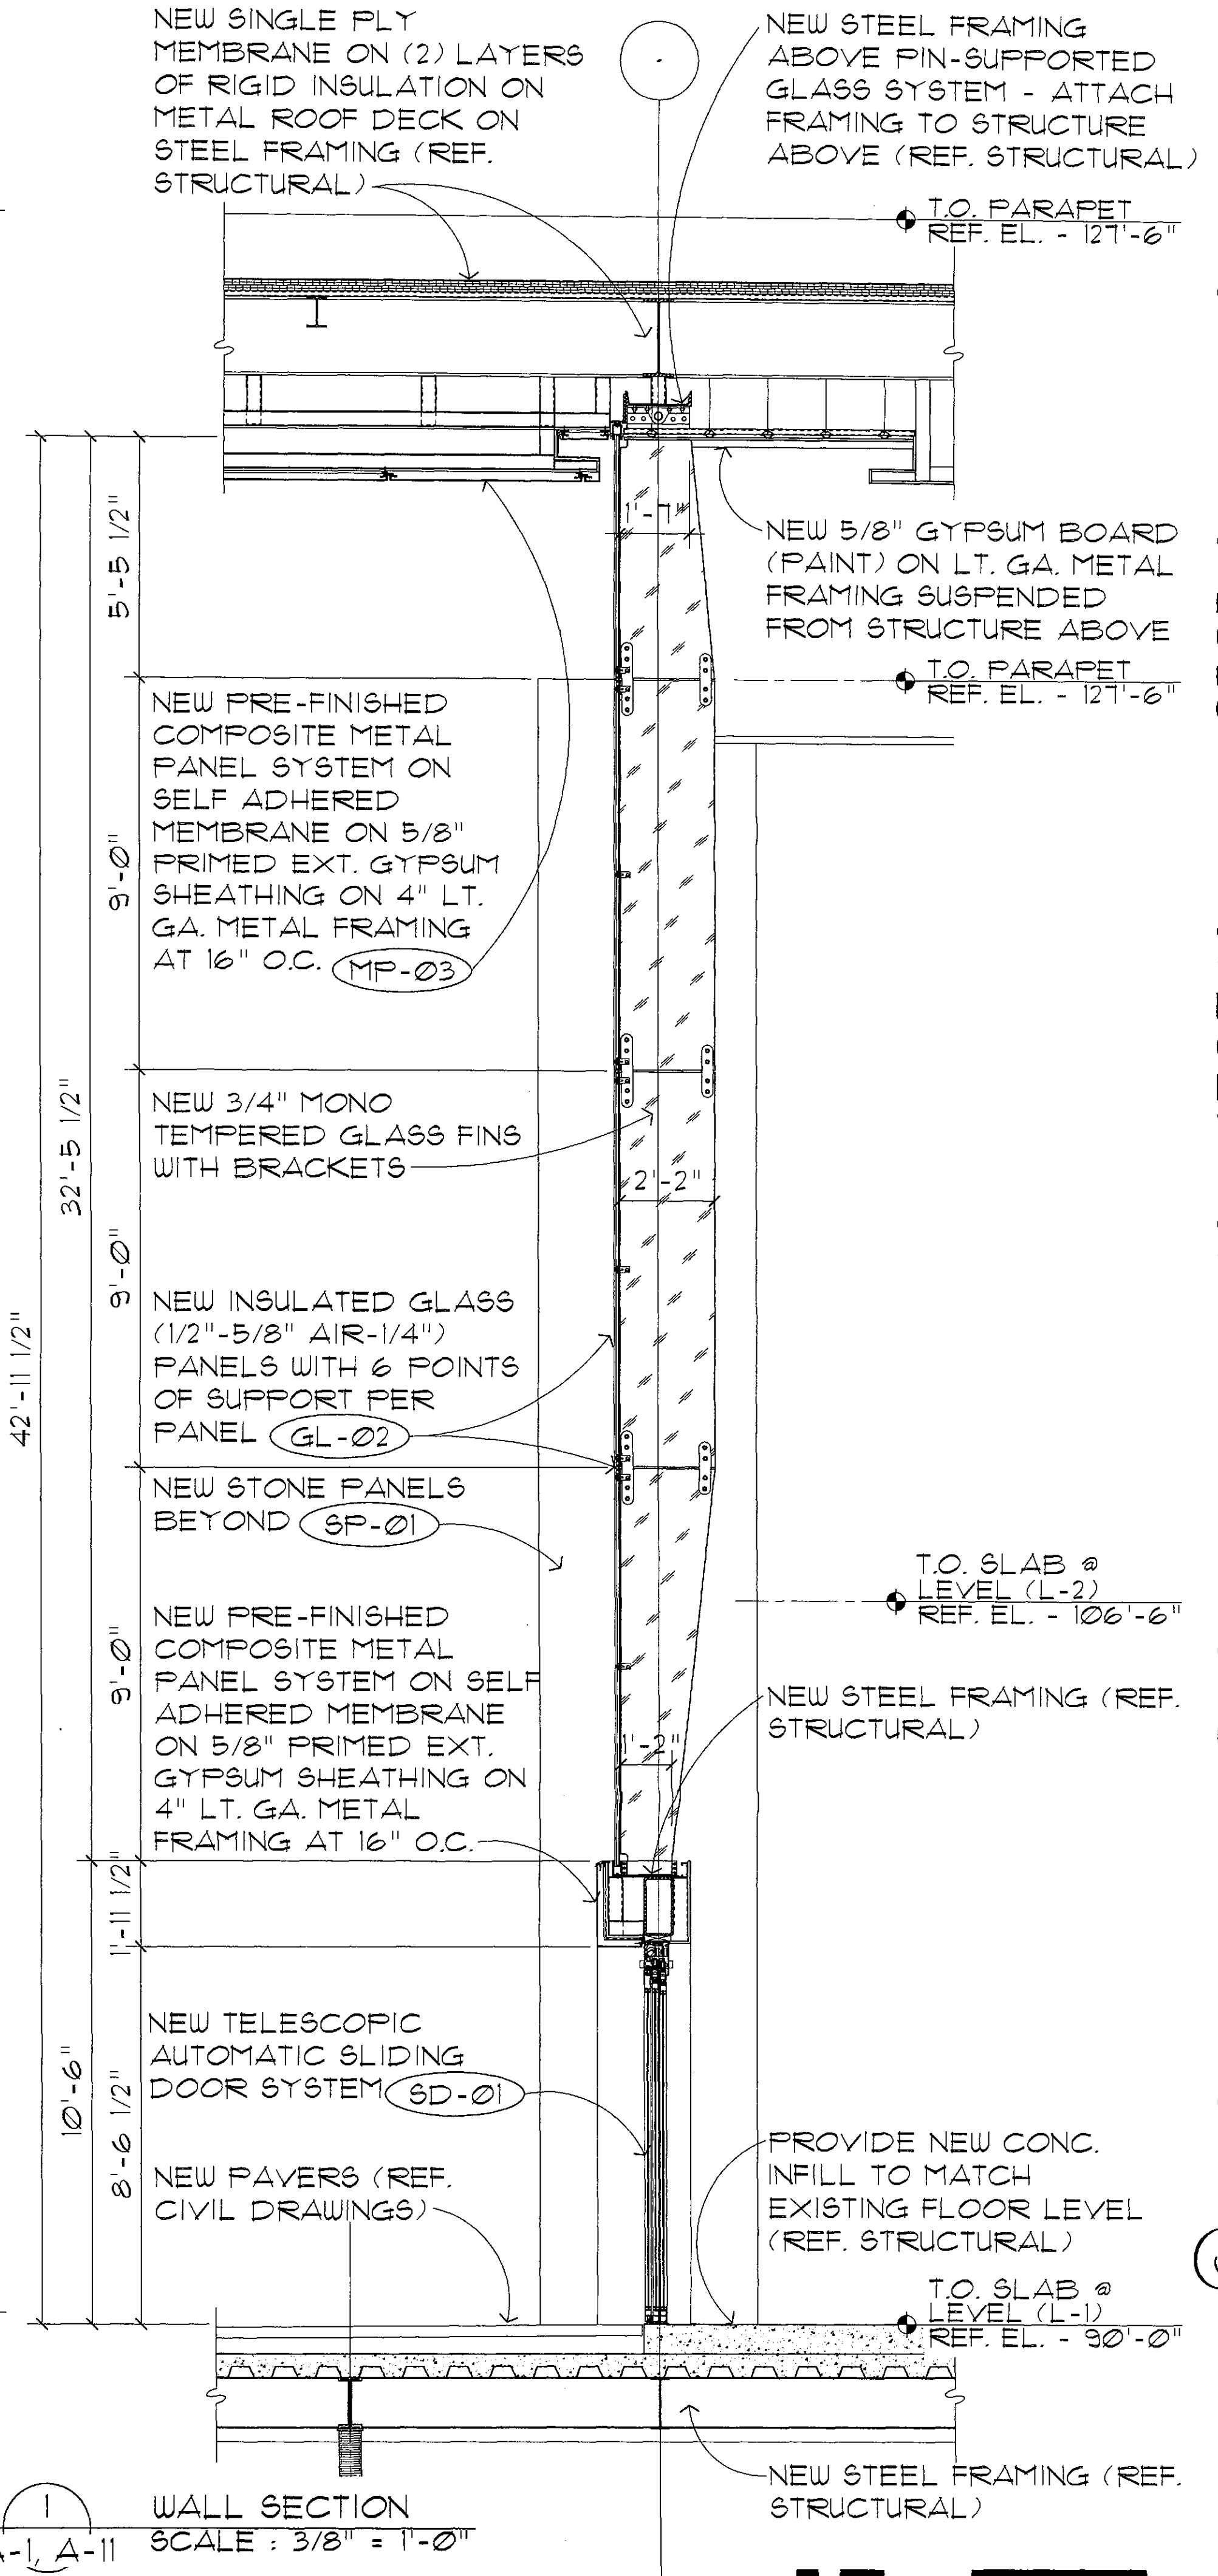 NEW SINGLE PLY
MEMBRANE ON (2) LAYERS
OF RIGID INSULATION ON
METAL ROOF DECK ON
STEEL FRAMING (REF.
STRUCTURAL)
NEW STEEL FRAMING
ABOVE PIN-SUPPORTED
GLASS SYSTEM - ATTACH
FRAMING TO STRUCTURE
ABOVE (REF. STRUCTURAL)
T.O. PARAPET
REF. EL. - 127'-6"
5'-5 1/2"
1'-7"
NEW 5/8" GYPSUM BOARD
(PAINT) ON LT. GA. METAL
FRAMING SUSPENDED
FROM STRUCTURE ABOVE
T.O. PARAPET
REF. EL. - 127'-6"
NEW PRE-FINISHED
COMPOSITE METAL
PANEL SYSTEM ON
SELF ADHERED
MEMBRANE ON 5/8"
PRIMED EXT. GYPSUM
SHEATHING ON 4" LT.
GA. METAL FRAMING
AT 16" O.C. MP-03
9'-0"
32'-5 1/2"
NEW 3/4" MONO
TEMPERED GLASS FINS
WITH BRACKETS
2'-2"
9'-0"
42'-11 1/2"
NEW INSULATED GLASS
(1/2"-5/8" AIR-1/4")
PANELS WITH 6 POINTS
OF SUPPORT PER
PANEL GL-02
NEW STONE PANELS
BEYOND SP-01
T.O. SLAB @
LEVEL (L-2)
REF. EL. - 106'-6"
9'-0"
NEW PRE-FINISHED
COMPOSITE METAL
PANEL SYSTEM ON SELF
ADHERED MEMBRANE
ON 5/8" PRIMED EXT.
GYPSUM SHEATHING ON
4" LT. GA. METAL
FRAMING AT 16" O.C.
NEW STEEL FRAMING (REF.
STRUCTURAL)
1'-2"
1'-11 1/2"
10'-6"
8'-6 1/2"
NEW TELESCOPIC
AUTOMATIC SLIDING
DOOR SYSTEM SD-01
NEW PAVERS (REF.
CIVIL DRAWINGS)
PROVIDE NEW CONC.
INFILL TO MATCH
EXISTING FLOOR LEVEL
(REF. STRUCTURAL)
T.O. SLAB @
LEVEL (L-1)
REF. EL. - 90'-0"
NEW STEEL FRAMING (REF.
STRUCTURAL)
1
A-1, A-11
WALL SECTION
SCALE : 3/8" = 1'-0"